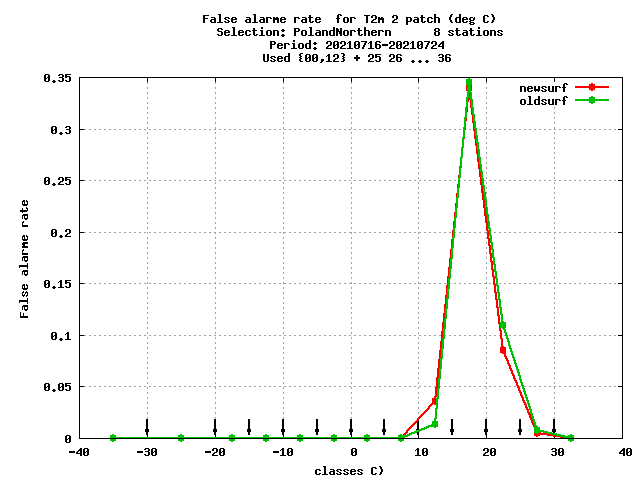 False alarme rate  for T2m 2 patch (deg C)
Selection: PolandNorthern      8 stations
Period: 20210716-20210724
Used {00,12} + 25 26 ... 36
newsurf
oldsurf
0.35
0.3
0.25
0.2
0.15
0.1
0.05
0
False alarme rate
-40 -30 -20 -10 0 10 20 30 40
classes C)